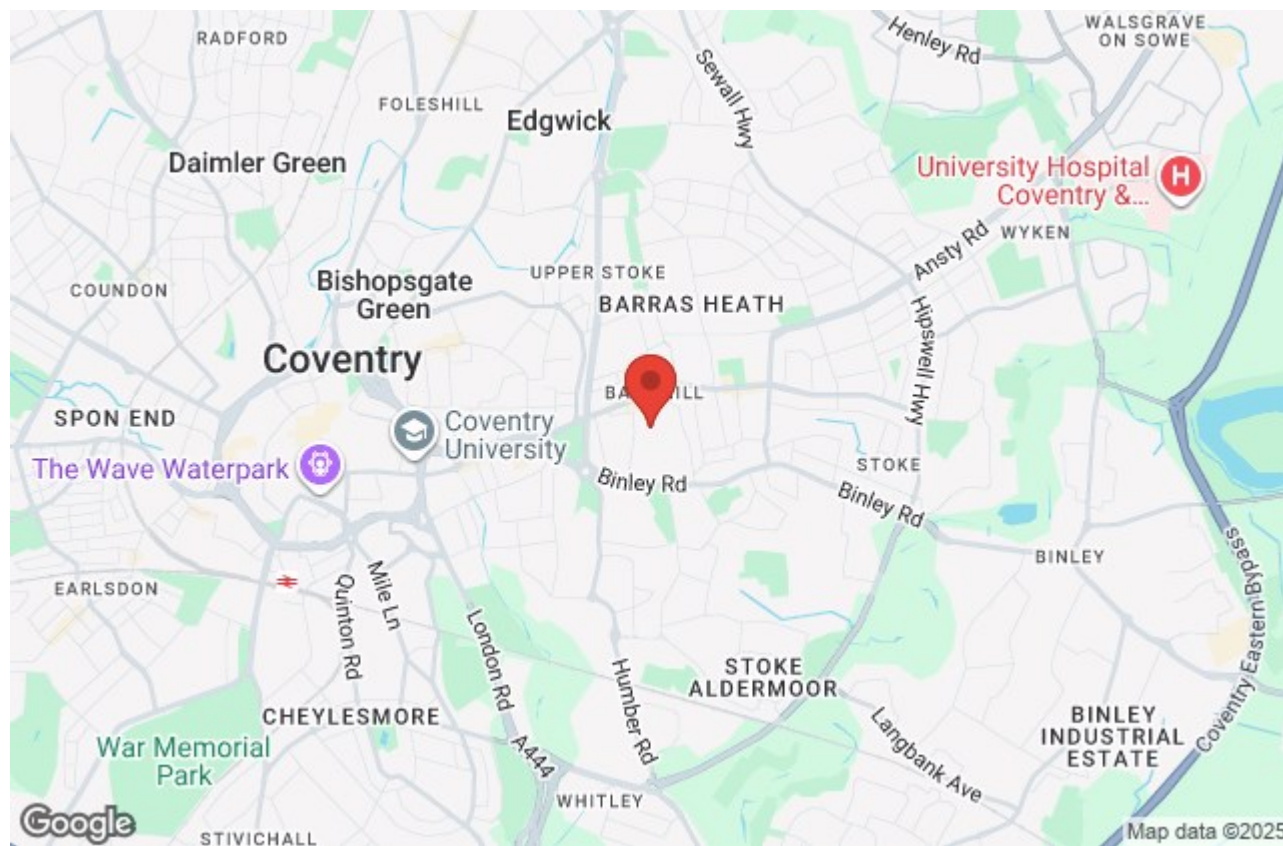 RADFORD
Henley Rd
WALSGRAVE
ON SOWE
FOLESHILL
Edgwick
Sewall Hwy
Daimler Green
University Hospital
Coventry &...
H
WYKEN
Ansty Rd
UPPER STOKE
COUNDON
Bishopsgate
Green
BARRAS HEATH
Hipswell Hwy
Coventry
SPON END
Coventry
University
The Wave Waterpark
Binley Rd
STOKE
Binley Rd
BINLEY
EARLSDON
Mile Ln
Quinton Rd
London Rd
Coventry Eastern Bypass
Humber Rd
STOKE
ALDERMOOR
CHEYLESMORE
Langbank Ave
BINLEY
INDUSTRIAL
ESTATE
War Memorial
Park
A444
WHITLEY
Google
STIVICHALL
Map data ©2025